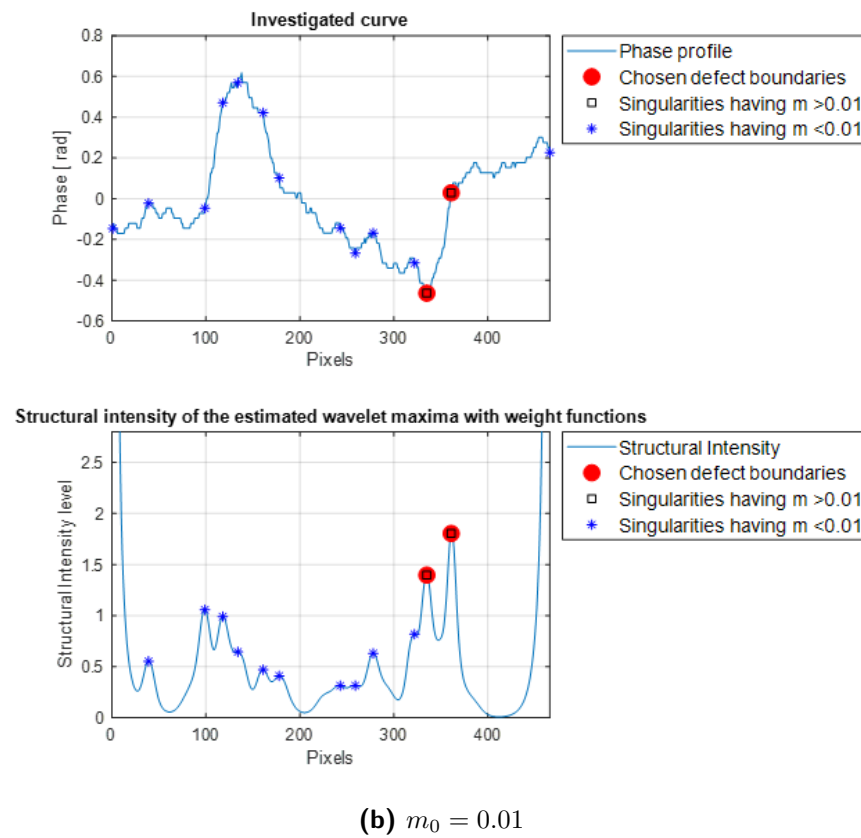 Investigated curve
0.8
0.6
0.4
0.2
0
-0.2
-0.4
-0.6
Phase [ rad]
0 100 200 300 400
Pixels
Phase profile
Chosen defect boundaries
Singularities having m >0.01
Singularities having m <0.01
Structural intensity of the estimated wavelet maxima with weight functions
2.5
2
1.5
1
0.5
0
Structural Intensity level
0 100 200 300 400
Pixels
Structural Intensity
Chosen defect boundaries
Singularities having m >0.01
Singularities having m <0.01
(b) m₀ = 0.01